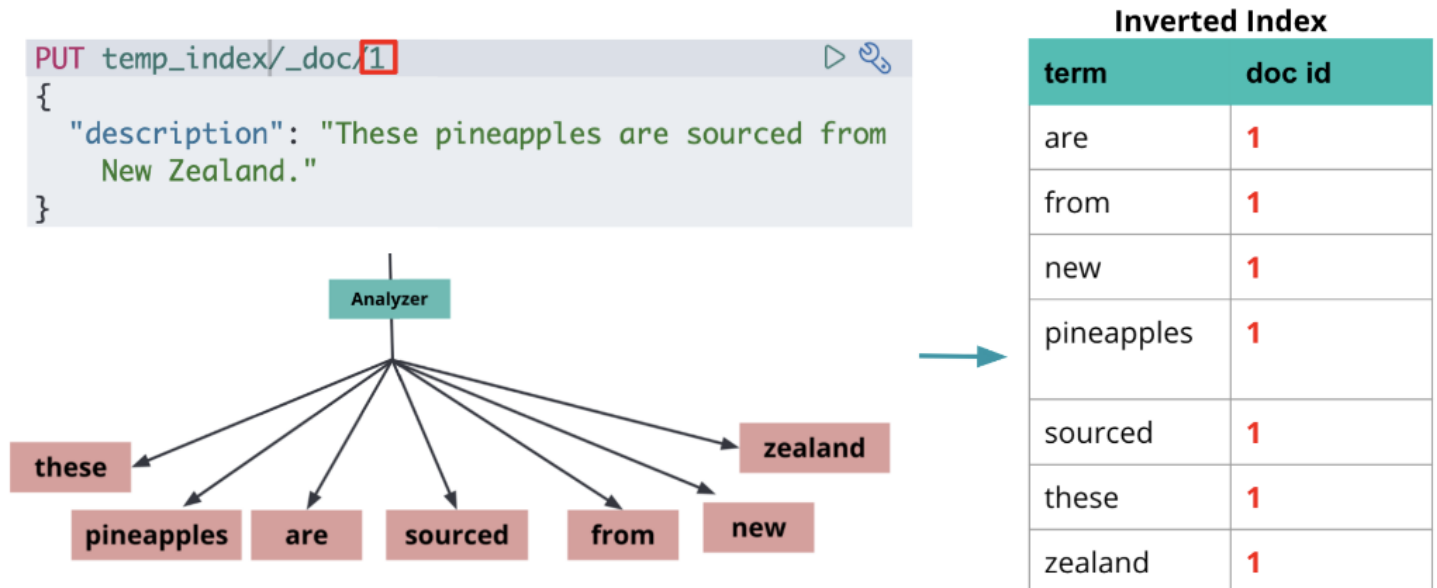 PUT temp_index/_doc/1
{
"description": "These pineapples are sourced from
New Zealand."
}
Analyzer
these
pineapples
are
sourced
from
new
zealand
Inverted Index
term doc id
are 1
from 1
new 1
pineapples 1
sourced 1
these 1
zealand 1